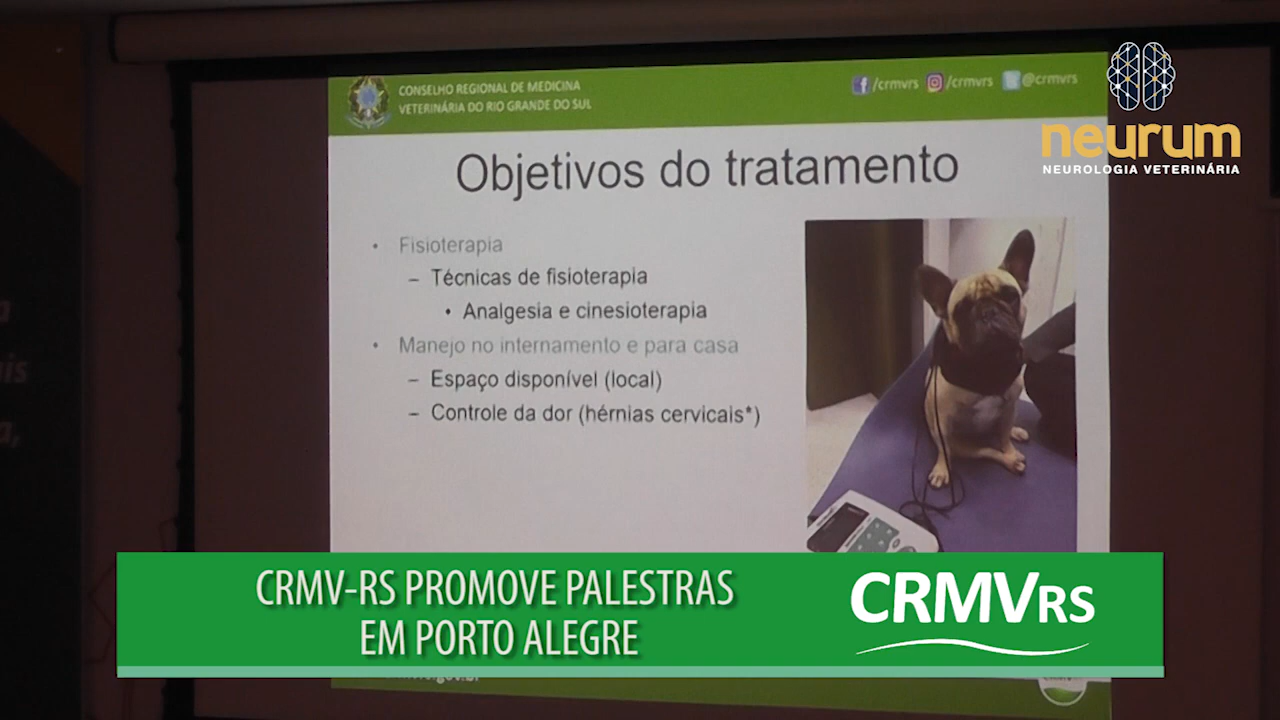 CONSELHO REGIONAL DE MEDICINA
VETERINÁRIA DO RIO GRANDE DO SUL
/crmvrs /crmvrs @crmvrs
neurum
NEUROLOGIA VETERINÁRIA
Objetivos do tratamento
• Fisioterapia
– Técnicas de fisioterapia
• Analgesia e cinesioterapia
• Manejo no internamento e para casa
– Espaço disponível (local)
– Controle da dor (hérnias cervicais*)
CRMV-RS PROMOVE PALESTRAS
EM PORTO ALEGRE
CRMVRS